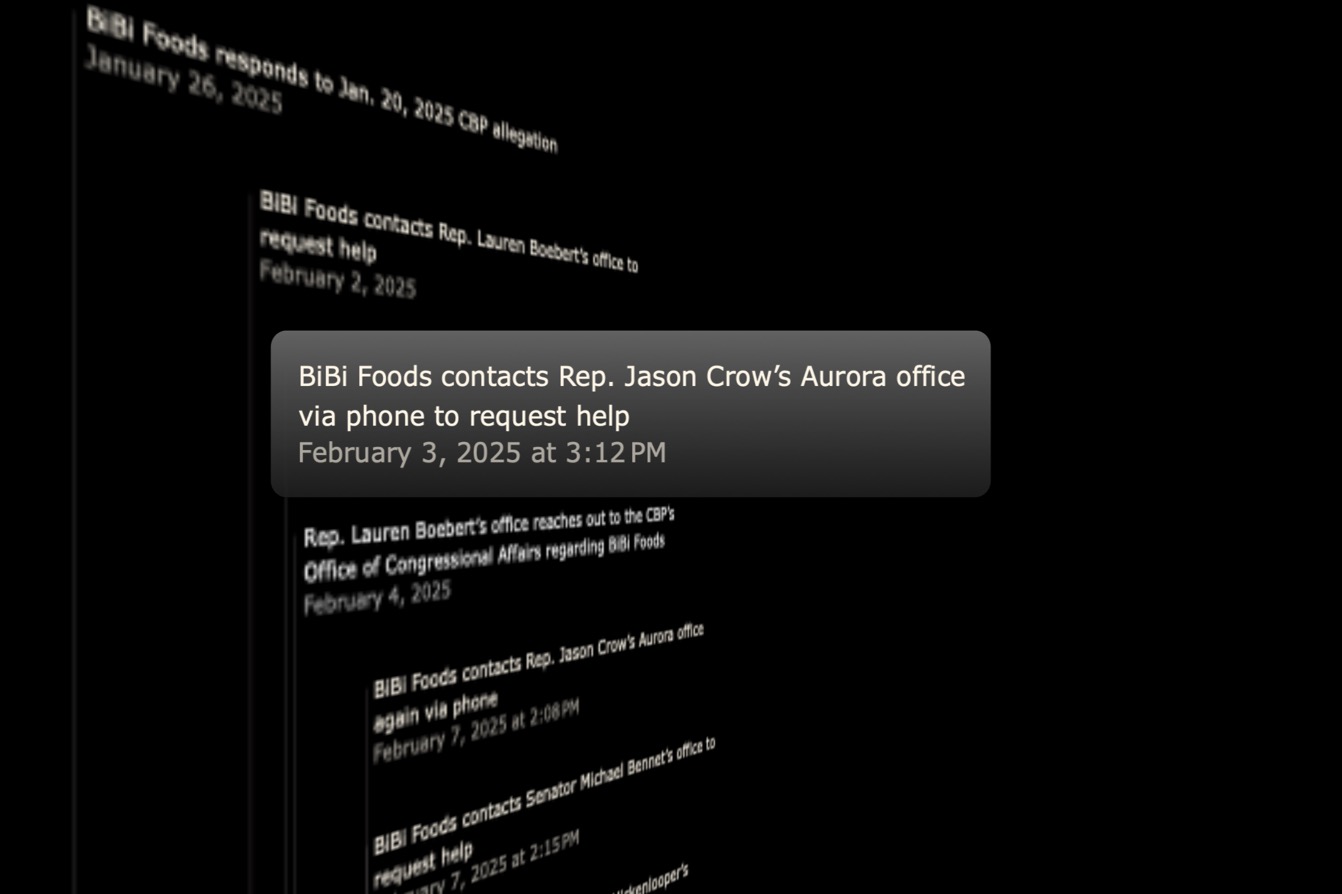 BiBi Foods responds to Jan. 20, 2025 CBP allegation
January 26, 2025
BiBi Foods contacts Rep. Lauren Boebert’s office to
request help
February 2, 2025
BiBi Foods contacts Rep. Jason Crow’s Aurora office
via phone to request help
February 3, 2025 at 3:12 PM
Rep. Lauren Boebert’s office reaches out to the CBP’s
Office of Congressional Affairs regarding BiBi Foods
February 4, 2025
BiBi Foods contacts Rep. Jason Crow’s Aurora office
again via phone
February 7, 2025 at 2:08 PM
BiBi Foods contacts Senator Michael Bennet’s office to
request help
February 7, 2025 at 2:15 PM